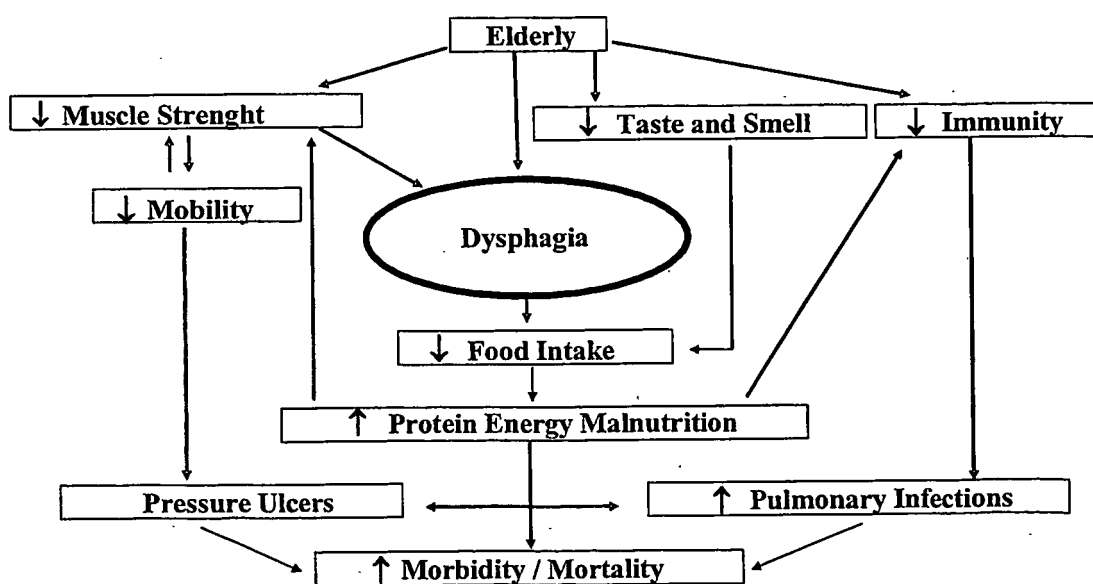 Elderly
↓ Muscle Strenght
↓ Taste and Smell
↓ Immunity
↓ Mobility
Dysphagia
↓ Food Intake
↑ Protein Energy Malnutrition
Pressure Ulcers
↑ Pulmonary Infections
↑ Morbidity / Mortality